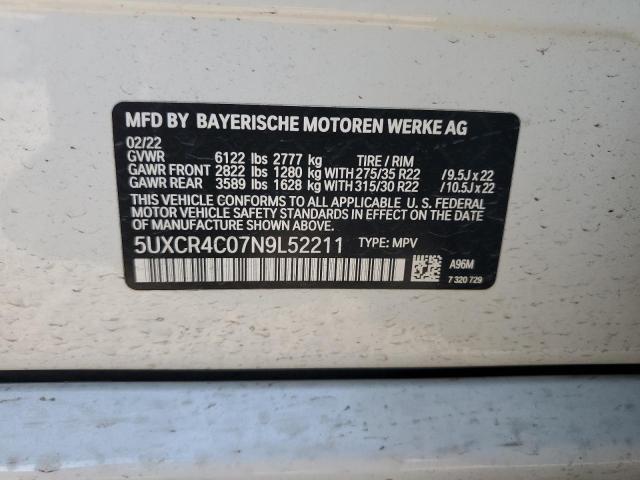 MFD BY BAYERISCHE MOTOREN WERKE AG
02/22
GVWR 6122 lbs 2777 kg TIRE / RIM
GAWR FRONT 2822 lbs 1280 kg WITH 275/35 R22 / 9.5J x 22
GAWR REAR 3589 lbs 1628 kg WITH 315/30 R22 / 10.5J x 22
THIS VEHICLE CONFORMS TO ALL APPLICABLE U. S. FEDERAL
MOTOR VEHICLE SAFETY STANDARDS IN EFFECT ON THE DATE
OF MANUFACTURE SHOWN ABOVE.
5UXCR4C07N9L52211 TYPE: MPV
A96M
7 320 729